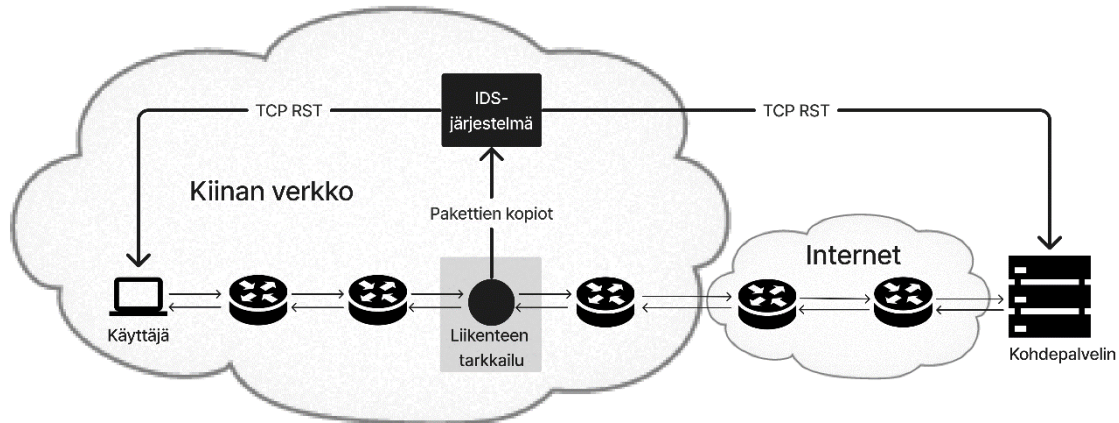 IDS-
järjestelmä
TCP RST
TCP RST
Kiinan verkko
Pakettien kopiot
Internet
Käyttäjä
Liikenteen
tarkkailu
Kohdepalvelin